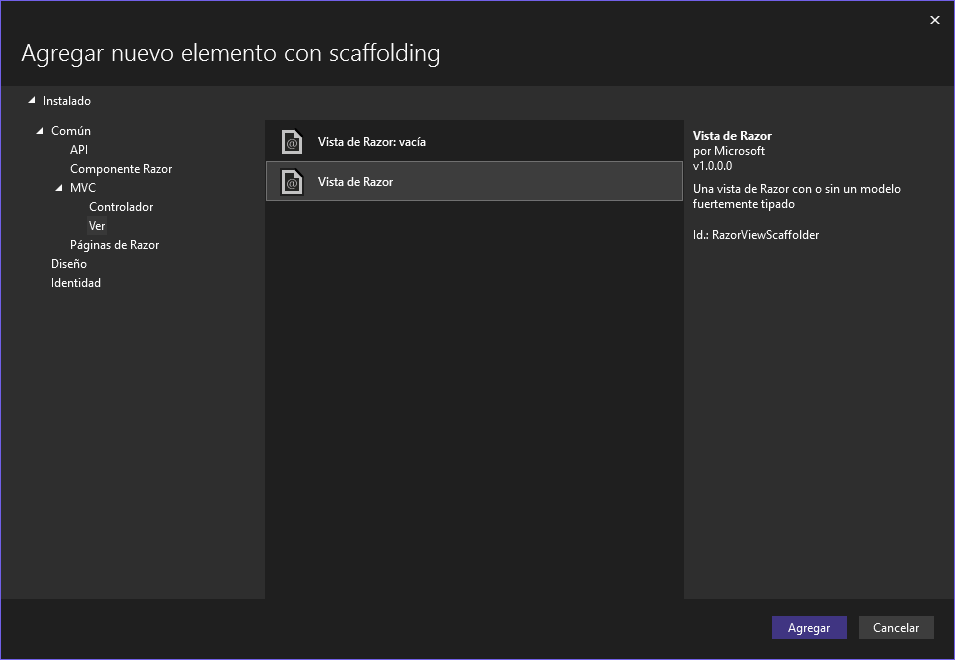 Agregar nuevo elemento con scaffolding
Instalado
Común
API
Componente Razor
MVC
Controlador
Ver
Páginas de Razor
Diseño
Identidad
Vista de Razor: vacía
Vista de Razor
Vista de Razor
por Microsoft
v1.0.0.0
Una vista de Razor con o sin un modelo
fuertemente tipado
Id.: RazorViewScaffolder
Agregar
Cancelar